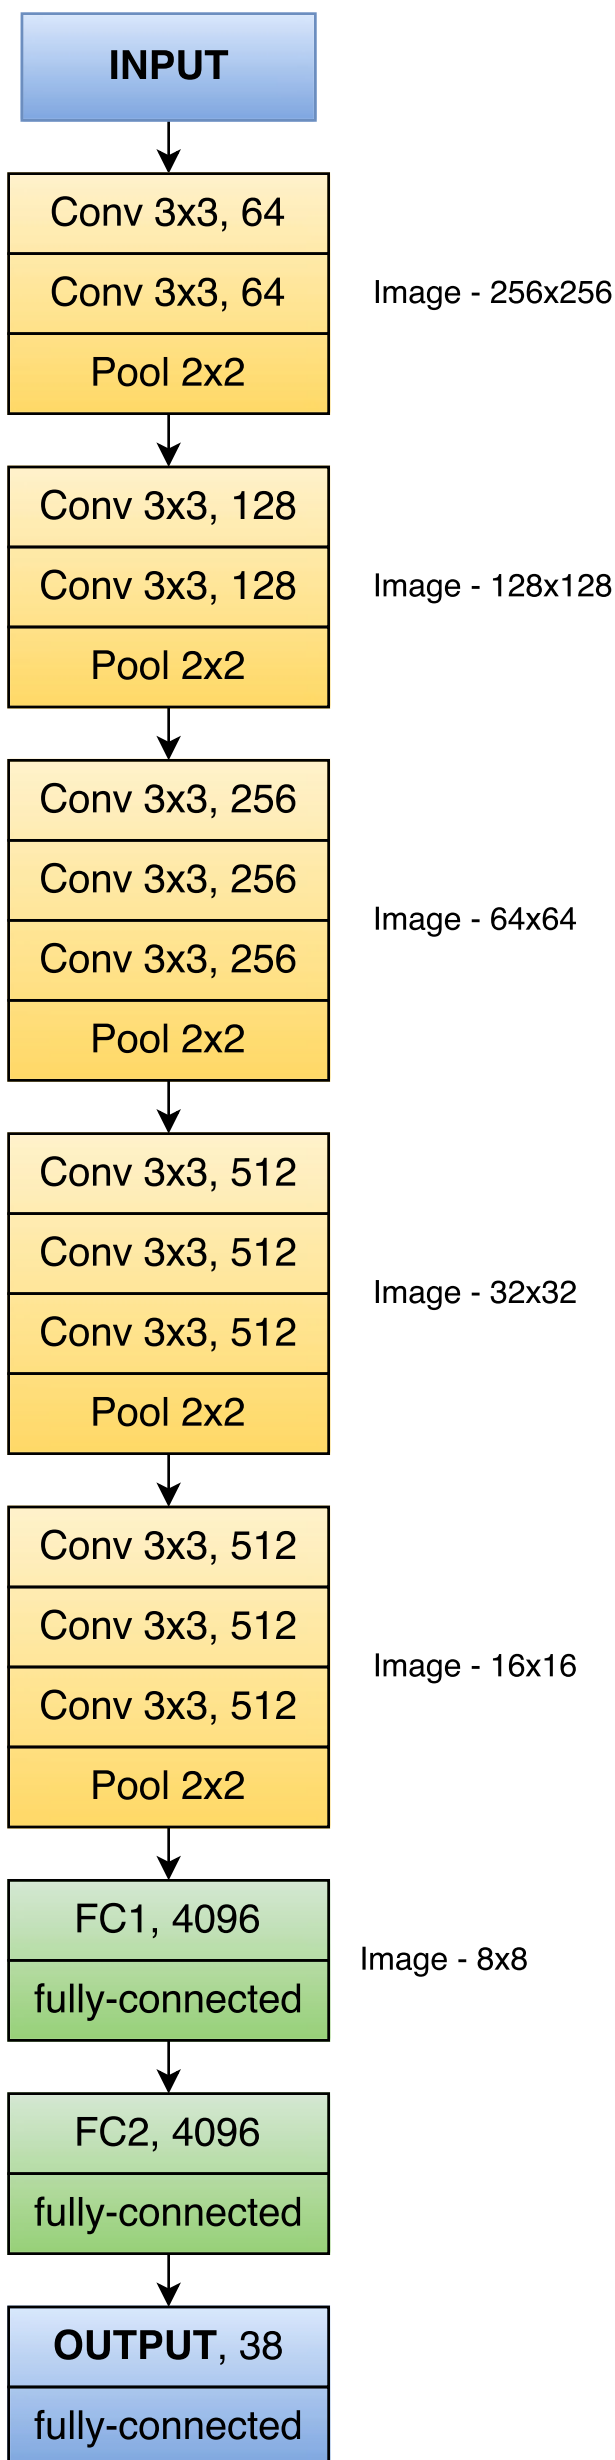 INPUT
Conv 3x3, 64
Conv 3x3, 64
Image - 256x256
Pool 2x2
Conv 3x3, 128
Conv 3x3, 128
Image - 128x128
Pool 2x2
Conv 3x3, 256
Conv 3x3, 256
Image - 64x64
Conv 3x3, 256
Pool 2x2
Conv 3x3, 512
Conv 3x3, 512
Image - 32x32
Conv 3x3, 512
Pool 2x2
Conv 3x3, 512
Conv 3x3, 512
Image - 16x16
Conv 3x3, 512
Pool 2x2
FC1, 4096
Image - 8x8
fully-connected
FC2, 4096
fully-connected
OUTPUT, 38
fully-connected